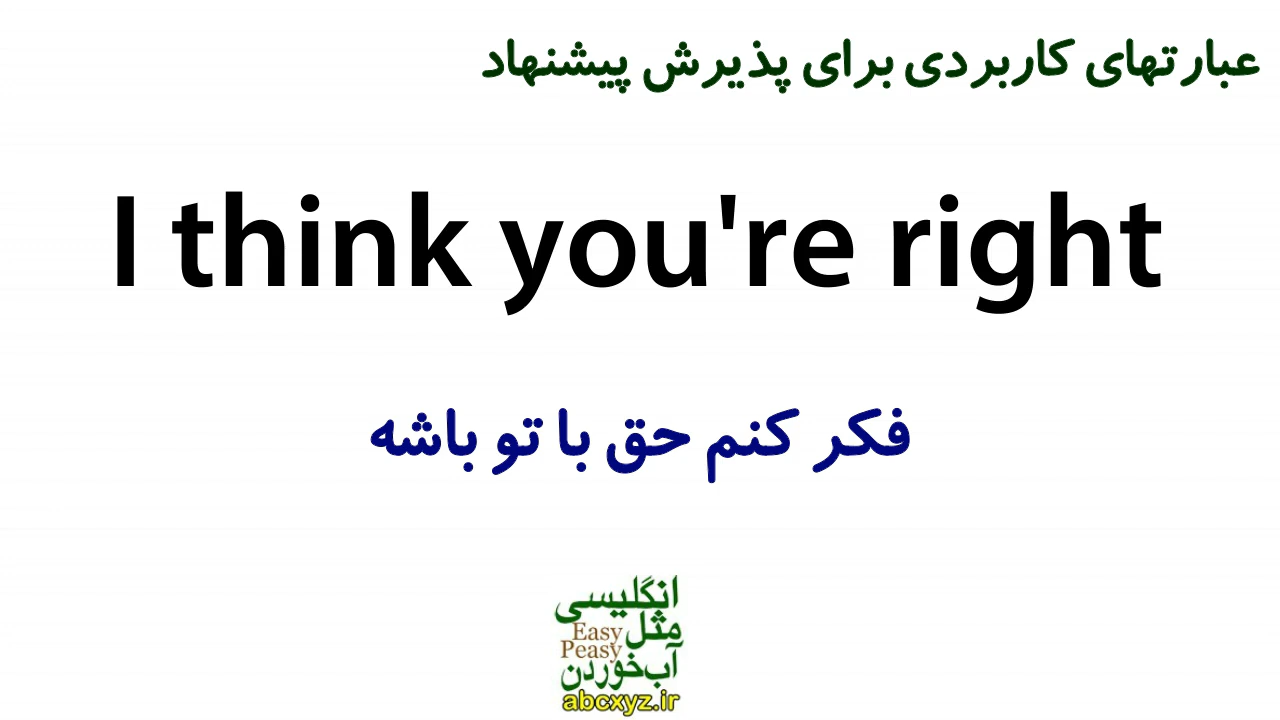 عبارتهای کاربردی برای پذیرش پیشنهاد
I think you're right
فکر کنم حق با تو باشه
انگلیسی
مثل Easy
Peasy
آب‌خوردن
abcxyz.ir